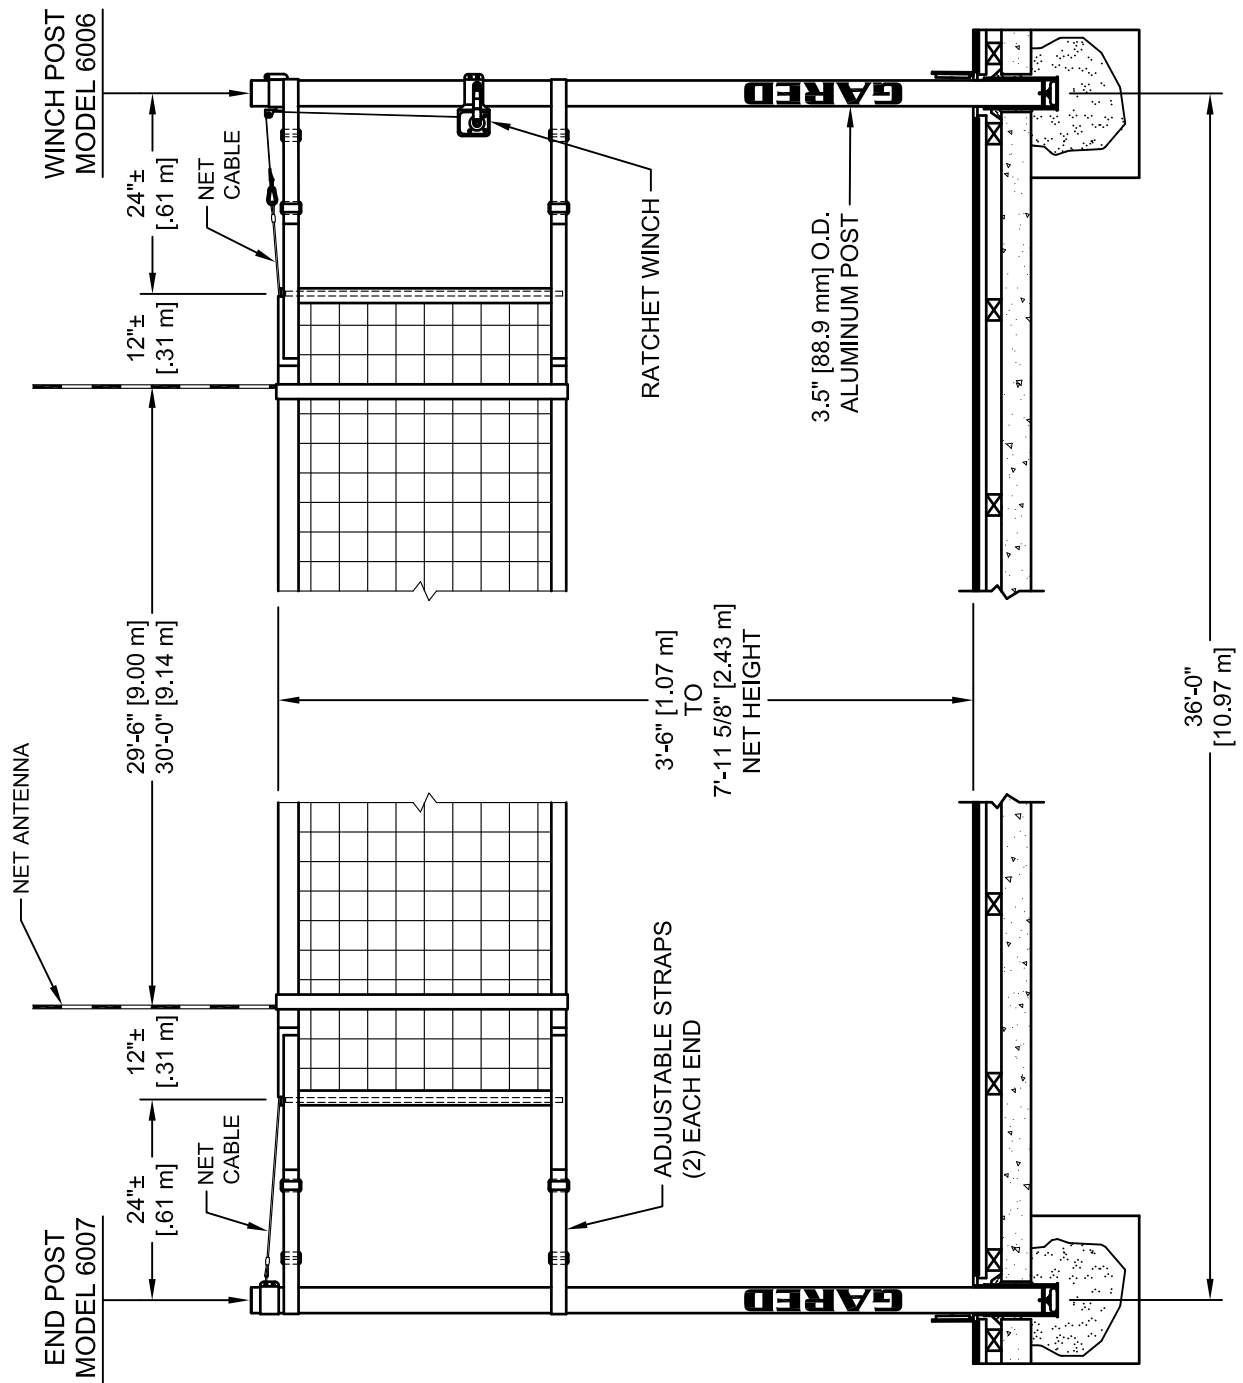 END POST
MODEL 6007
WINCH POST
MODEL 6006
NET ANTENNA
24"±
[.61 m]
12"±
[.31 m]
29'-6" [9.00 m]
30'-0" [9.14 m]
12"±
[.31 m]
24"±
[.61 m]
NET
CABLE
NET
CABLE
RATCHET WINCH
ADJUSTABLE STRAPS
(2) EACH END
3'-6" [1.07 m]
TO
7'-11 5/8" [2.43 m]
NET HEIGHT
3.5" [88.9 mm] O.D.
ALUMINUM POST
GARED
GARED
36'-0"
[10.97 m]